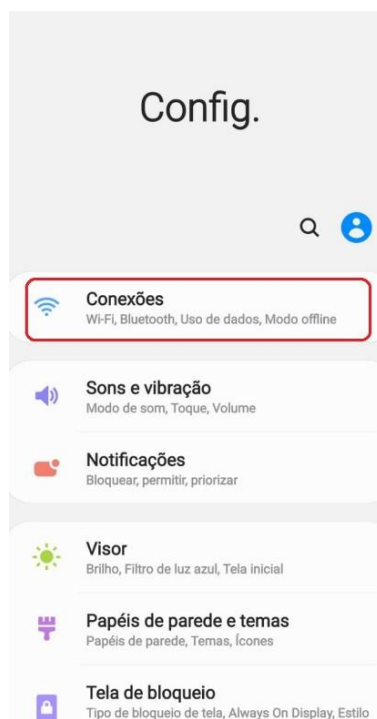 Config.
Conexões
Wi-Fi, Bluetooth, Uso de dados, Modo offline
Sons e vibração
Modo de som, Toque, Volume
Notificações
Bloquear, permitir, priorizar
Visor
Brilho, Filtro de luz azul, Tela inicial
Papéis de parede e temas
Papéis de parede, Temas, Ícones
Tela de bloqueio
Tipo de bloqueio de tela, Always On Display, Estilo